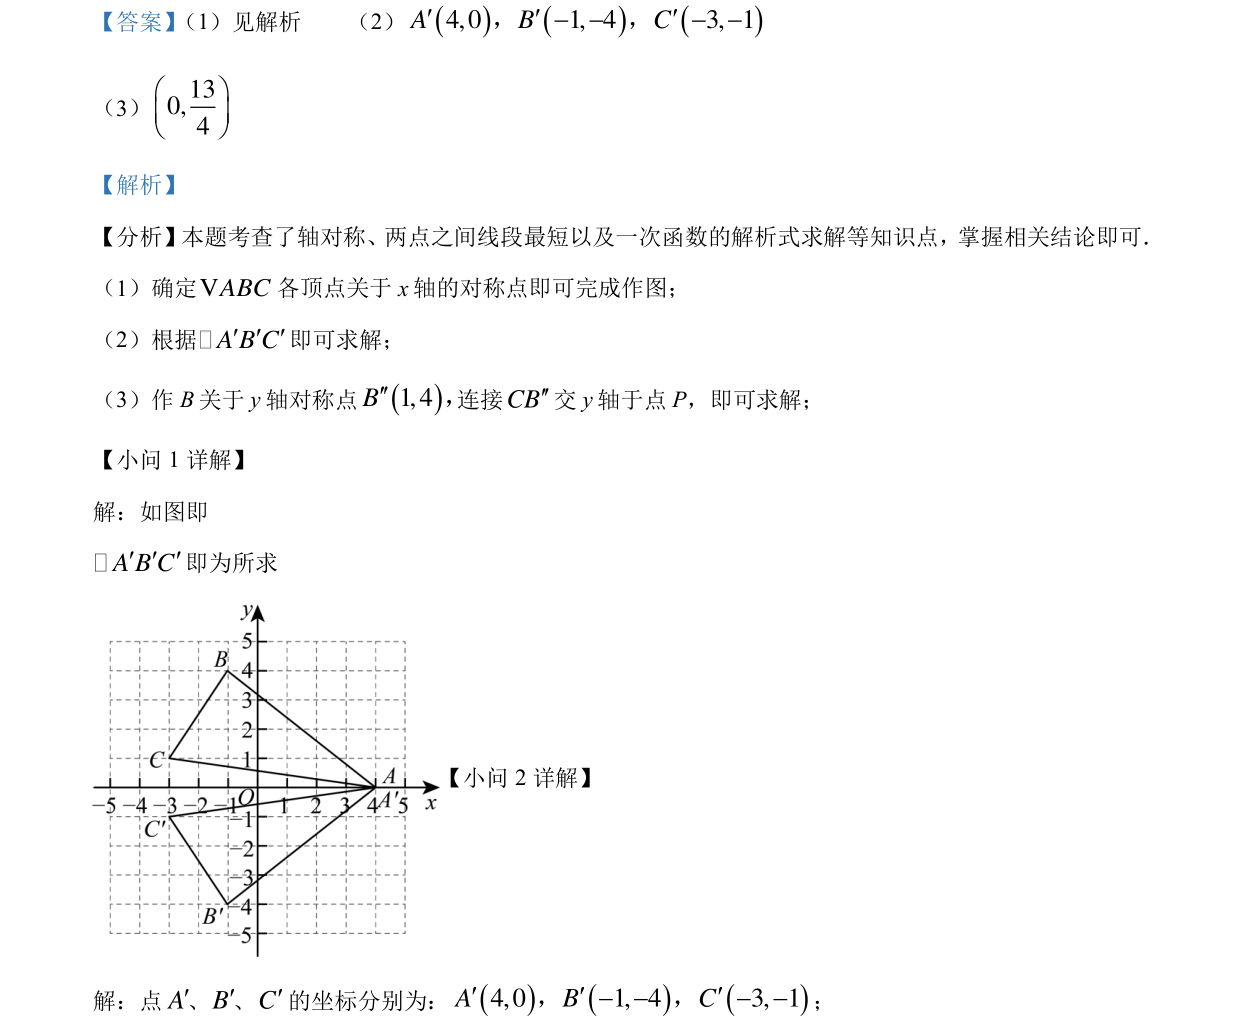 【答案】（1）见解析 （2）A′(4,0)，B′(−1,−4)，C′(−3,−1)
（3）(0,13/4)
【解析】
【分析】本题考查了轴对称、两点之间线段最短以及一次函数的解析式求解等知识点，掌握相关结论即可．
（1）确定VABC 各顶点关于 x 轴的对称点即可完成作图；
（2）根据□A′B′C′ 即可求解；
（3）作 B 关于 y 轴对称点 B″(1,4)，连接 CB″ 交 y 轴于点 P，即可求解；
【小问 1 详解】
解：如图即
□A′B′C′ 即为所求
y
5
B
4
3
2
C
1
A
【小问 2 详解】
−5 −4 −3 −2 −1 O 1 2 3 4 A′ 5 x
C′
−1
−2
−3
B′
−4
−5
解：点 A′、B′、C′ 的坐标分别为：A′(4,0)，B′(−1,−4)，C′(−3,−1)；